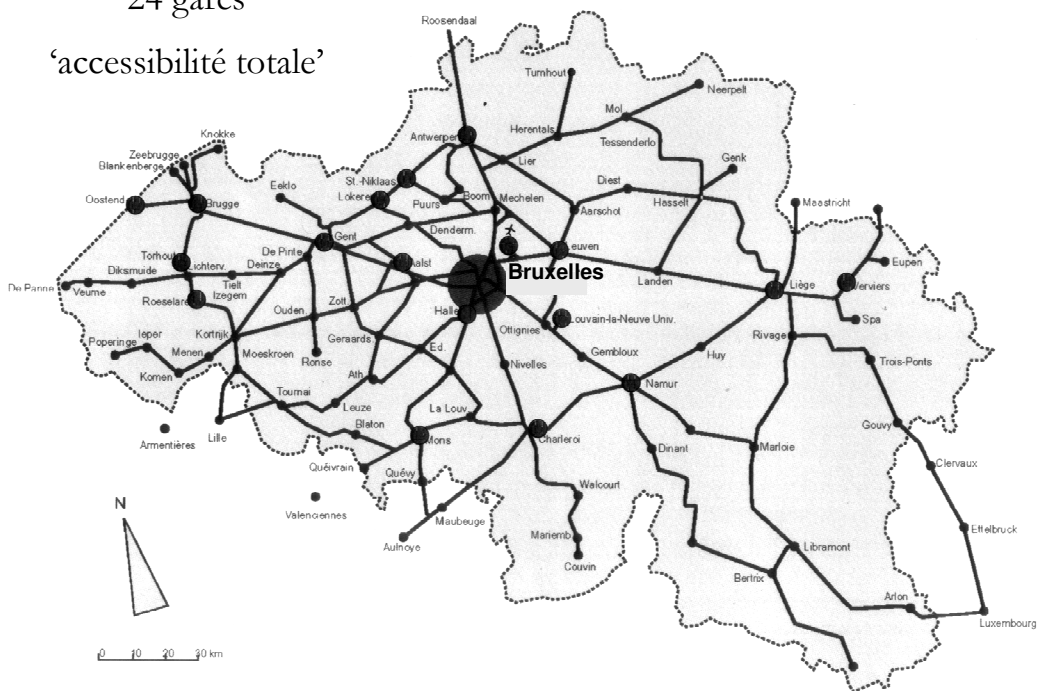 24 gares
‘accessibilité totale’
Roosendaal
Turnhout
Neerpelt
Mol
Knokke
Antwerpen
Herentals
Tessenderlo
Zeebrugge
Blankenberge
Lier
Genk
Eeklo
St.-Niklaas
Diest
Oostend
Brugge
Lokeren
Puurs
Boom
Mechelen
Hasselt
Maastricht
Aarschot
Gent
Denderm.
Torhout
De Pinte
Leuven
Lichterv.
Deinze
Aalst
Eupen
Diksmuide
Bruxelles
Landen
Liège
Verviers
De Panne
Veurne
Tielt
Izegem
Roeselare
Zott
Ouden.
Halle
Louvain-la-Neuve Univ.
Spa
Ottignies
Ieper
Kortrijk
Geraards.
Rivage
Poperinge
Menen
Moeskroen
Ed.
Gembloux
Huy
Ronse
Nivelles
Trois-Ponts
Komen
Ath
Namur
Tournai
Leuze
La Louv.
Lille
Blaton
Gouvy
Armentières
Mons
Charleroi
Dinant
Marloie
Quéivrain
Quévy
Clervaux
N
Walcourt
Valenciennes
Maubeuge
Ettelbruck
Aulnoye
Mariemb.
Libramont
Couvin
Bertrix
Arlon
Luxembourg
0 10 20 30 km